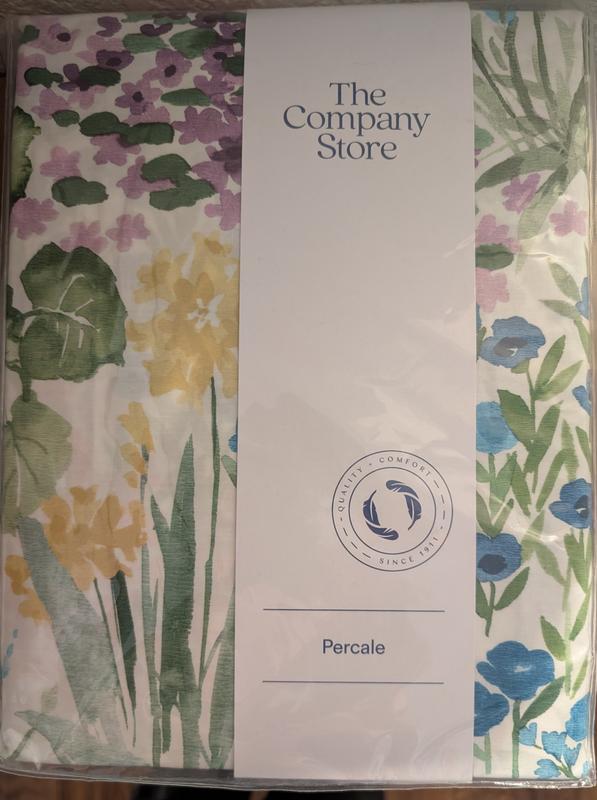 The
Company
Store
QUALITY - COMFORT
SINCE 1911
Percale